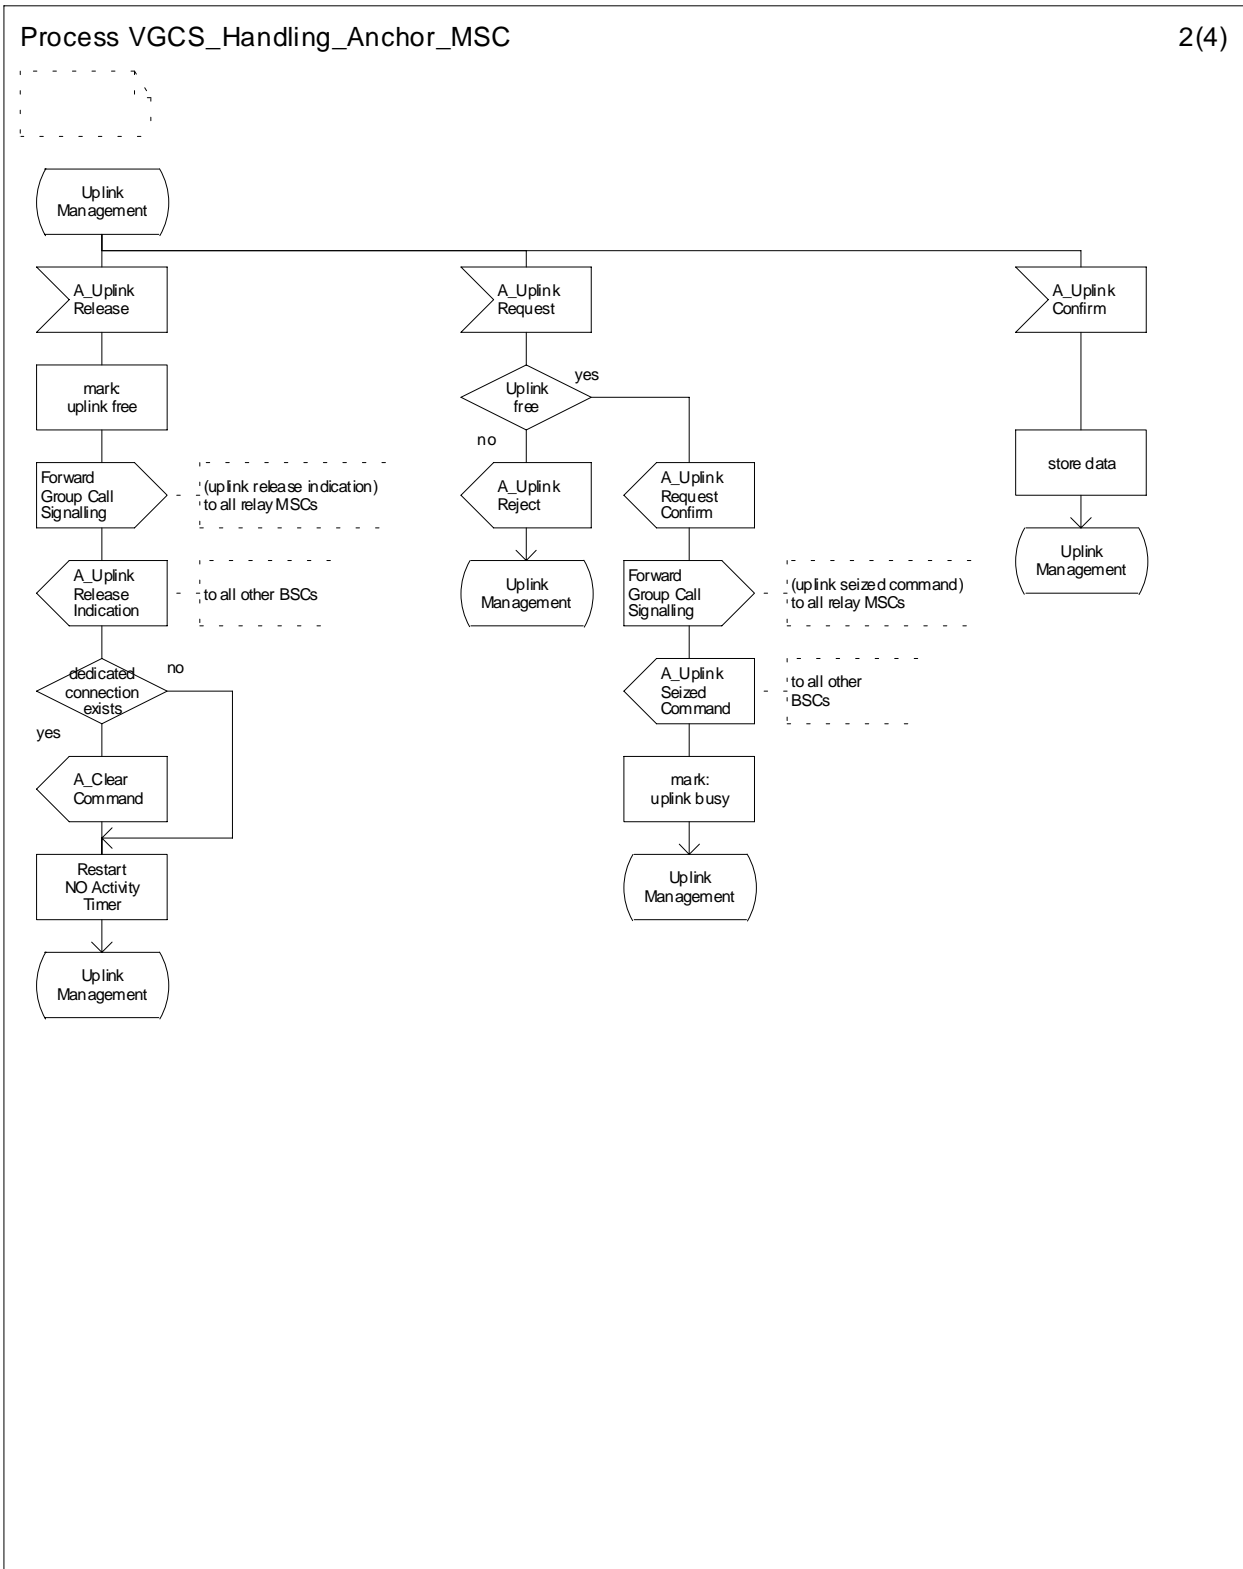 Process VGCS_Handling_Anchor_MSC
2(4)
Uplink
Management
A_Uplink
Release
mark:
uplink free
Forward
Group Call
Signalling
(uplink release indication)
to all relay MSCs
A_Uplink
Release
Indication
to all other BSCs
dedicated
connection
exists
no
yes
A_Clear
Command
Restart
NO Activity
Timer
Uplink
Management
A_Uplink
Request
Uplink
free
yes
no
A_Uplink
Reject
Uplink
Management
A_Uplink
Request
Confirm
Forward
Group Call
Signalling
(uplink seized command)
to all relay MSCs
A_Uplink
Seized
Command
to all other
BSCs
mark:
uplink busy
Uplink
Management
A_Uplink
Confirm
store data
Uplink
Management